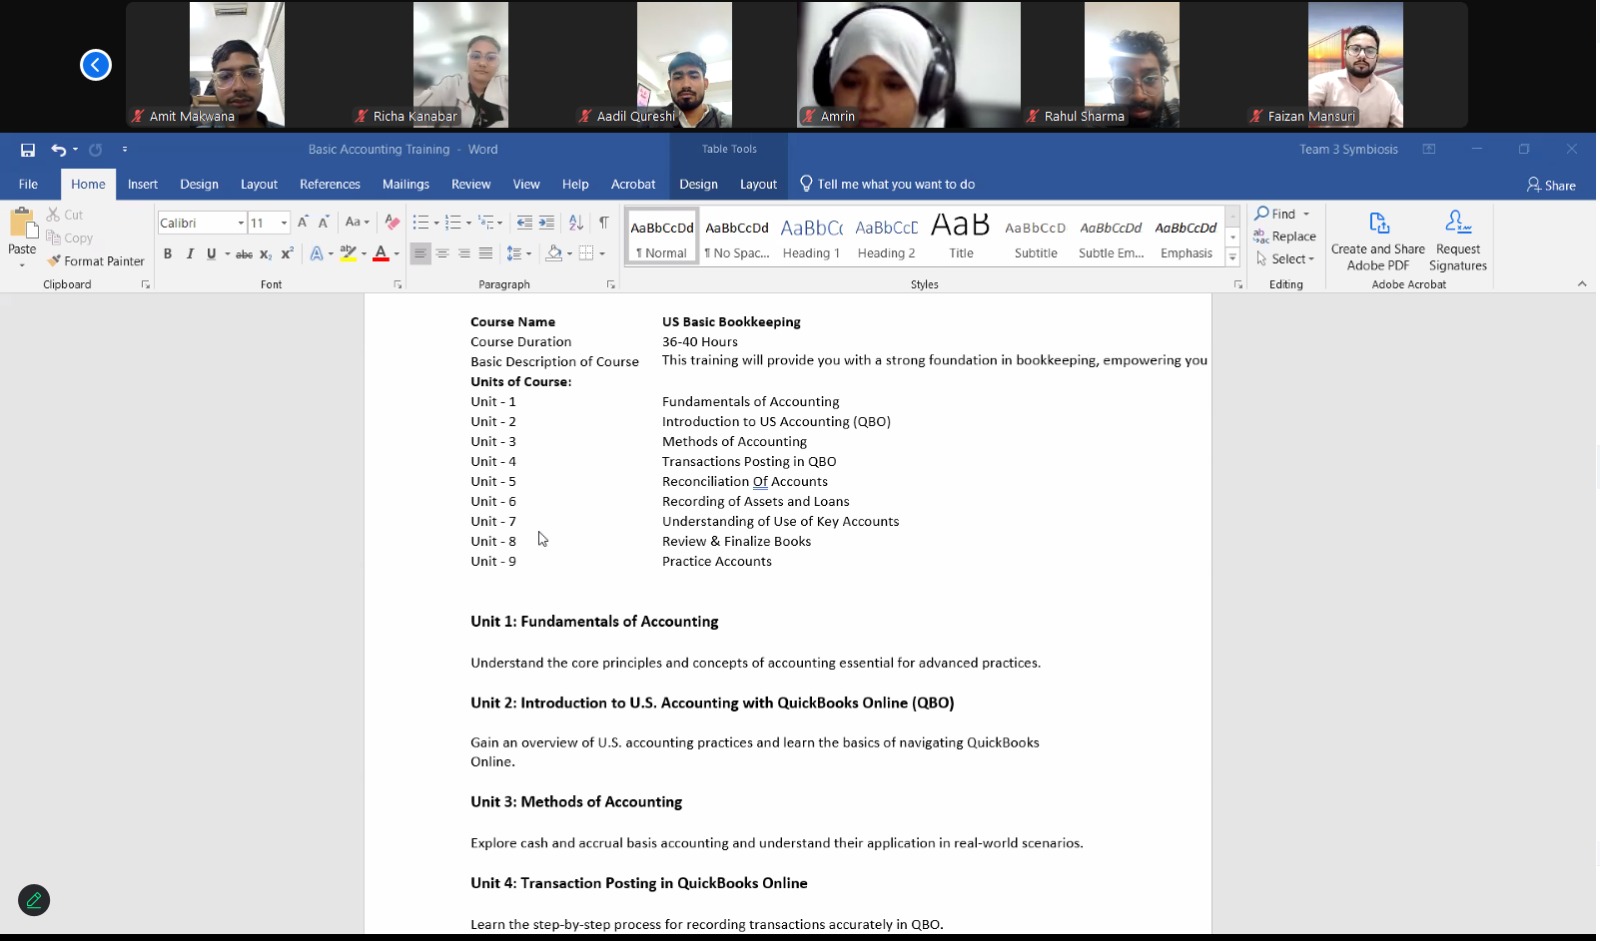 Amit Makwana
Richa Kanabar
Aadil Qureshi
Amrin
Rahul Sharma
Faizan Mansuri
Basic Accounting Training - Word
Table Tools
Team 3 Symbiosis
File Home Insert Design Layout References Mailings Review View Help Acrobat Design Layout Tell me what you want to do Share
Paste
Cut
Copy
Format Painter
Clipboard
Calibri 11
Font
Paragraph
AaBbCcDd AaBbCcDd AaBbC( AaBbCcC AaB AaBbCcD AaBbCcDd AaBbCcDd
¶ Normal ¶ No Spac... Heading 1 Heading 2 Title Subtitle Subtle Em... Emphasis
Styles
Find
Replace
Select
Editing
Create and Share
Adobe PDF
Request
Signatures
Adobe Acrobat
Course Name US Basic Bookkeeping
Course Duration 36-40 Hours
Basic Description of Course This training will provide you with a strong foundation in bookkeeping, empowering you
Units of Course:
Unit - 1 Fundamentals of Accounting
Unit - 2 Introduction to US Accounting (QBO)
Unit - 3 Methods of Accounting
Unit - 4 Transactions Posting in QBO
Unit - 5 Reconciliation Of Accounts
Unit - 6 Recording of Assets and Loans
Unit - 7 Understanding of Use of Key Accounts
Unit - 8 Review & Finalize Books
Unit - 9 Practice Accounts
Unit 1: Fundamentals of Accounting
Understand the core principles and concepts of accounting essential for advanced practices.
Unit 2: Introduction to U.S. Accounting with QuickBooks Online (QBO)
Gain an overview of U.S. accounting practices and learn the basics of navigating QuickBooks
Online.
Unit 3: Methods of Accounting
Explore cash and accrual basis accounting and understand their application in real-world scenarios.
Unit 4: Transaction Posting in QuickBooks Online
Learn the step-by-step process for recording transactions accurately in QBO.